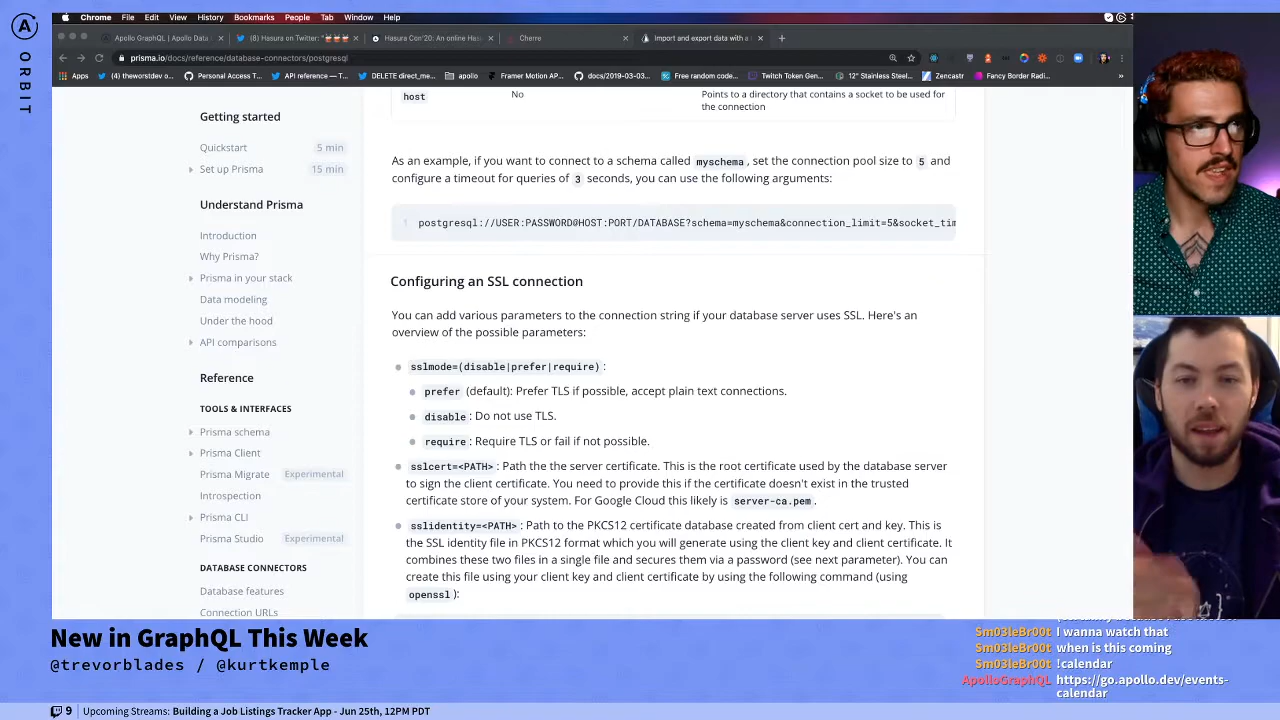 ORBIT
Chrome File Edit View History Bookmarks People Tab Window Help
Apollo GraphQL | Apollo Data
(8) Hasura on Twitter: "
Hasura Con'20: An online Ha
Cherre
Import and export data with a
prisma.io/docs/reference/database-connectors/postgresql
Apps
(4) theworstdev o
Personal Access T
API reference — T
DELETE direct_me
apollo
Framer Motion AP
docs/2019-03-03
Free random code
Twitch Token Gen
12" Stainless Steel
Zencastr
Fancy Border Radi
Getting started
Quickstart 5 min
Set up Prisma 15 min
Understand Prisma
Introduction
Why Prisma?
Prisma in your stack
Data modeling
Under the hood
API comparisons
Reference
TOOLS & INTERFACES
Prisma schema
Prisma Client
Prisma Migrate Experimental
Introspection
Prisma CLI
Prisma Studio Experimental
DATABASE CONNECTORS
Database features
Connection URLs
host No Points to a directory that contains a socket to be used for
the connection
As an example, if you want to connect to a schema called myschema, set the connection pool size to 5 and
configure a timeout for queries of 3 seconds, you can use the following arguments:
1 postgresql://USER:PASSWORD@HOST:PORT/DATABASE?schema=myschema&connection_limit=5&socket_tim
Configuring an SSL connection
You can add various parameters to the connection string if your database server uses SSL. Here's an
overview of the possible parameters:
sslmode=(disable|prefer|require):
prefer (default): Prefer TLS if possible, accept plain text connections.
disable: Do not use TLS.
require: Require TLS or fail if not possible.
sslcert=<PATH>: Path the the server certificate. This is the root certificate used by the database server
to sign the client certificate. You need to provide this if the certificate doesn't exist in the trusted
certificate store of your system. For Google Cloud this likely is server-ca.pem.
sslidentity=<PATH>: Path to the PKCS12 certificate database created from client cert and key. This is
the SSL identity file in PKCS12 format which you will generate using the client key and client certificate. It
combines these two files in a single file and secures them via a password (see next parameter). You can
create this file using your client key and client certificate by using the following command (using
openssl):
New in GraphQL This Week
@trevorblades / @kurtkemple
Sm03leBr00t I wanna watch that
Sm03leBr00t when is this coming
Sm03leBr00t !calendar
ApolloGraphQL https://go.apollo.dev/events-
calendar
9 Upcoming Streams: Building a Job Listings Tracker App - Jun 25th, 12PM PDT